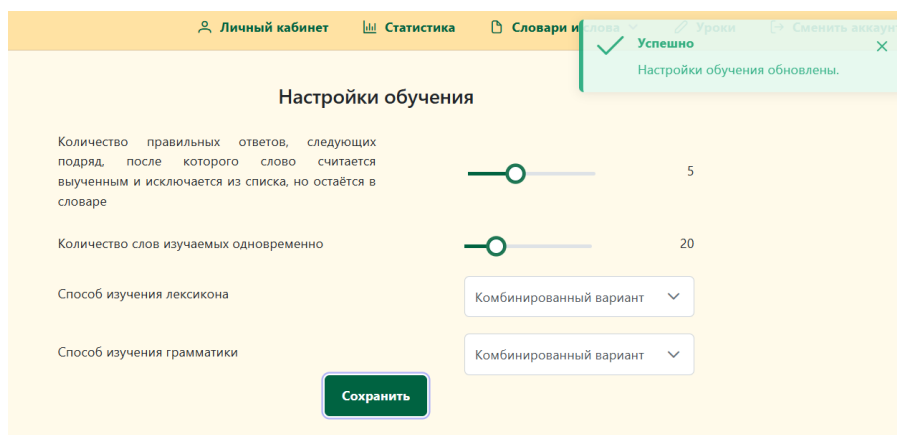 Личный кабинет Статистика Словари и слова Уроки Сменить аккаунт
Успешно
Настройки обучения обновлены.
Настройки обучения
Количество правильных ответов, следующих
подряд, после которого слово считается
выученным и исключается из списка, но остаётся в
словаре
5
Количество слов изучаемых одновременно
20
Способ изучения лексикона
Комбинированный вариант
Способ изучения грамматики
Комбинированный вариант
Сохранить